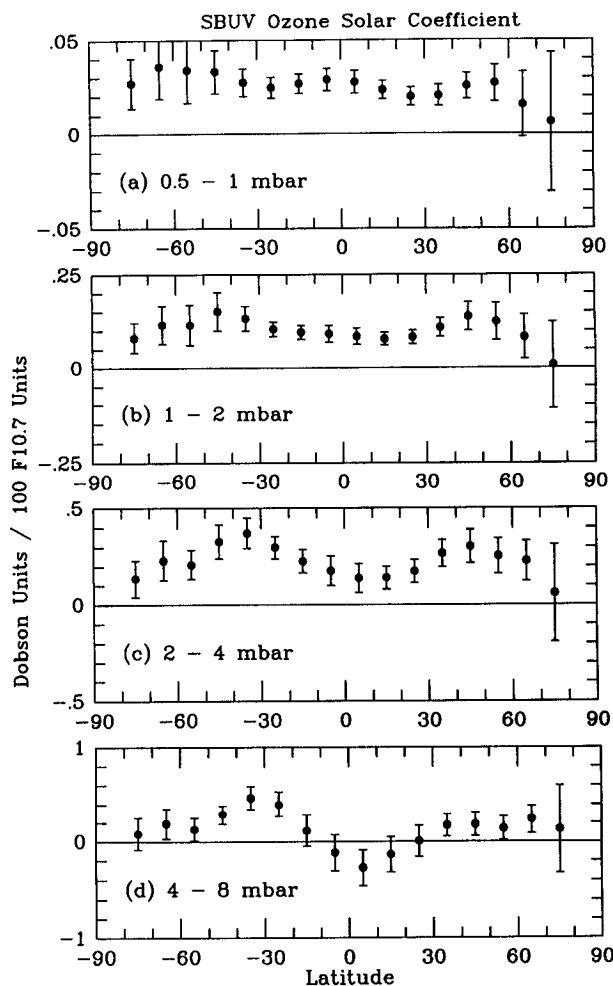 SBUV Ozone Solar Coefficient
Dobson Units / 100 F10.7 Units
.05
0
-.05
(a) 0.5 - 1 mbar
-90 -60 -30 0 30 60 90
.25
0
-.25
(b) 1 - 2 mbar
-90 -60 -30 0 30 60 90
.5
0
-.5
(c) 2 - 4 mbar
-90 -60 -30 0 30 60 90
1
0
-1
(d) 4 - 8 mbar
-90 -60 -30 0 30 60 90
Latitude